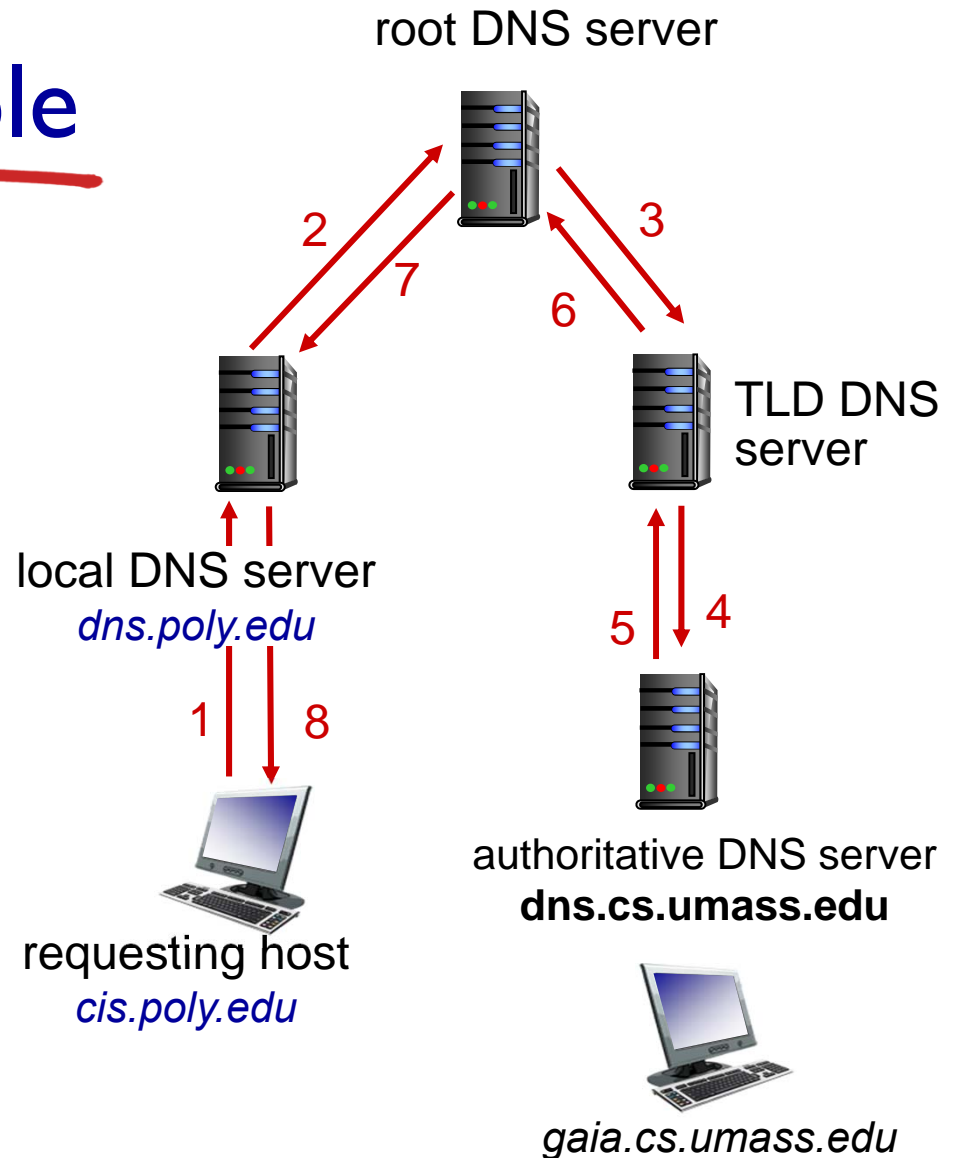 root DNS server
2
3
7
6
TLD DNS
server
local DNS server
dns.poly.edu
5
4
1
8
authoritative DNS server
dns.cs.umass.edu
requesting host
cis.poly.edu
gaia.cs.umass.edu